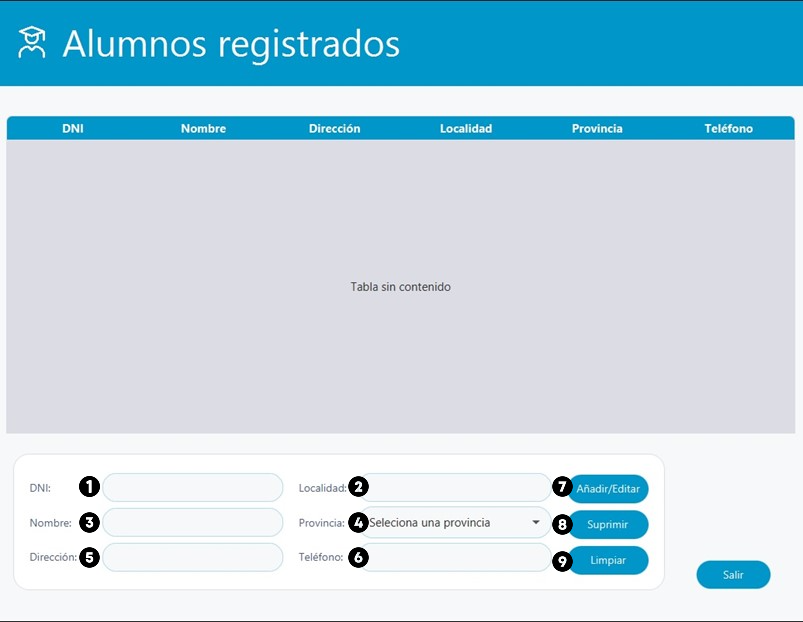 Alumnos registrados
DNI Nombre Dirección Localidad Provincia Teléfono
Tabla sin contenido
DNI: 1 Localidad: 2 7 Añadir/Editar
Nombre: 3 Provincia: 4 Seleciona una provincia 8 Suprimir
Dirección: 5 Teléfono: 6 9 Limpiar
Salir